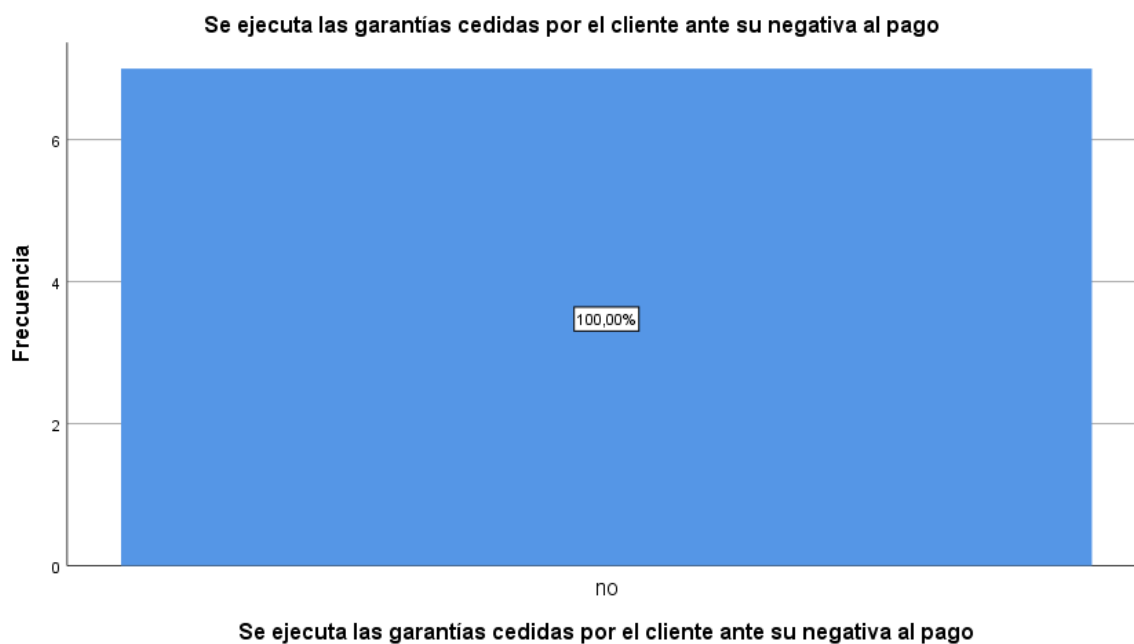 Se ejecuta las garantías cedidas por el cliente ante su negativa al pago
Frecuencia
6
4
2
0
100,00%
no
Se ejecuta las garantías cedidas por el cliente ante su negativa al pago